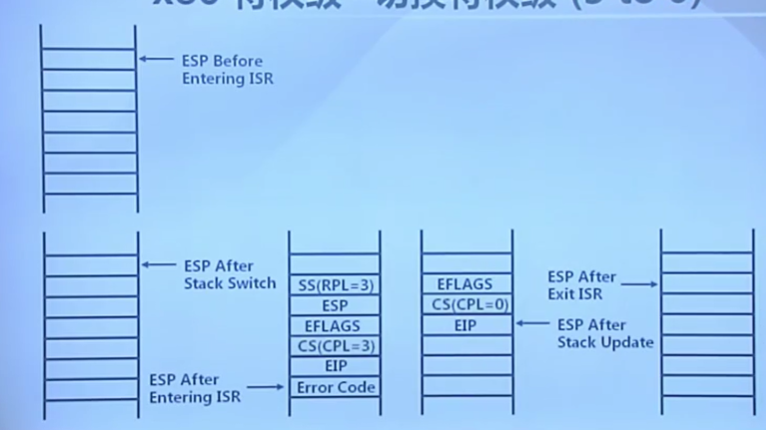 ESP Before
Entering ISR
ESP After
Stack Switch
ESP After
Entering ISR
SS(RPL=3)
ESP
EFLAGS
CS(CPL=3)
EIP
Error Code
EFLAGS
CS(CPL=0)
EIP
ESP After
Exit ISR
ESP After
Stack Update